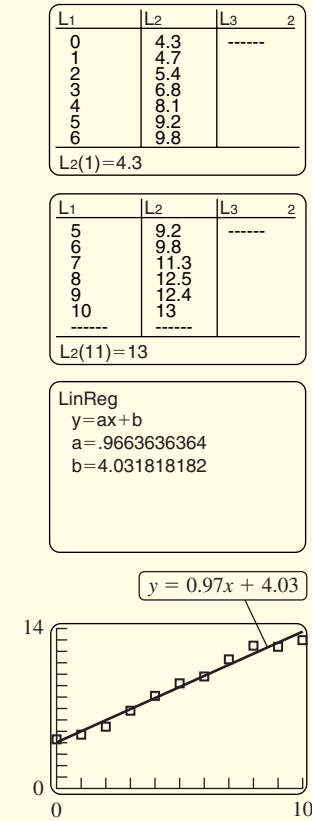 L1 L2 L3 2
0 4.3 ------
1 4.7
2 5.4
3 6.8
4 8.1
5 9.2
6 9.8
L2(1)=4.3
L1 L2 L3 2
5 9.2 ------
6 9.8
7 11.3
8 12.5
9 12.4
10 13
------ ------
L2(11)=13
LinReg
y=ax+b
a=.9663636364
b=4.031818182
y = 0.97x + 4.03
14
0
0 10